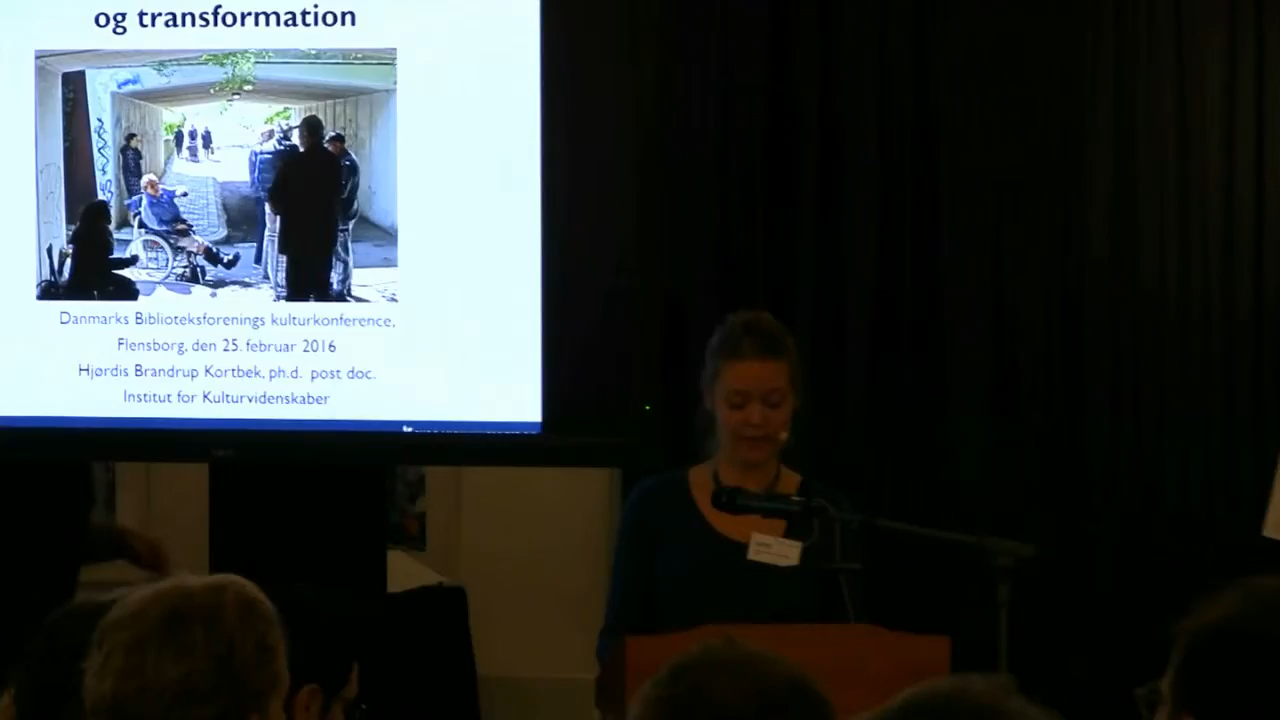 og transformation
Danmarks Biblioteksforenings kulturkonference,
Flensborg, den 25. februar 2016
Hjørdis Brandrup Kortbek, ph.d. post doc.
Institut for Kulturvidenskaber